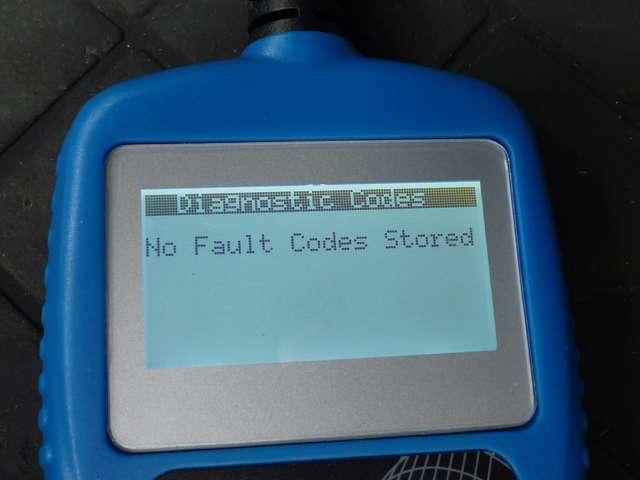 Diagnostic Codes
No Fault Codes Stored